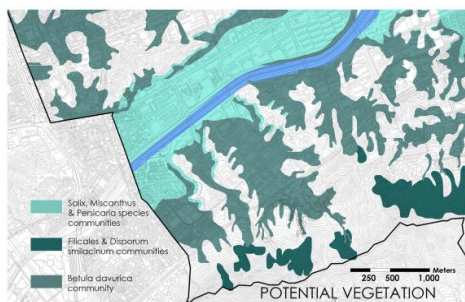 Salix, Miscanthus
& Persicaria species
communities
Filicales & Disporum
smilacinum communities
Betula davurica
community
Meters
250 500 1,000
POTENTIAL VEGETATION